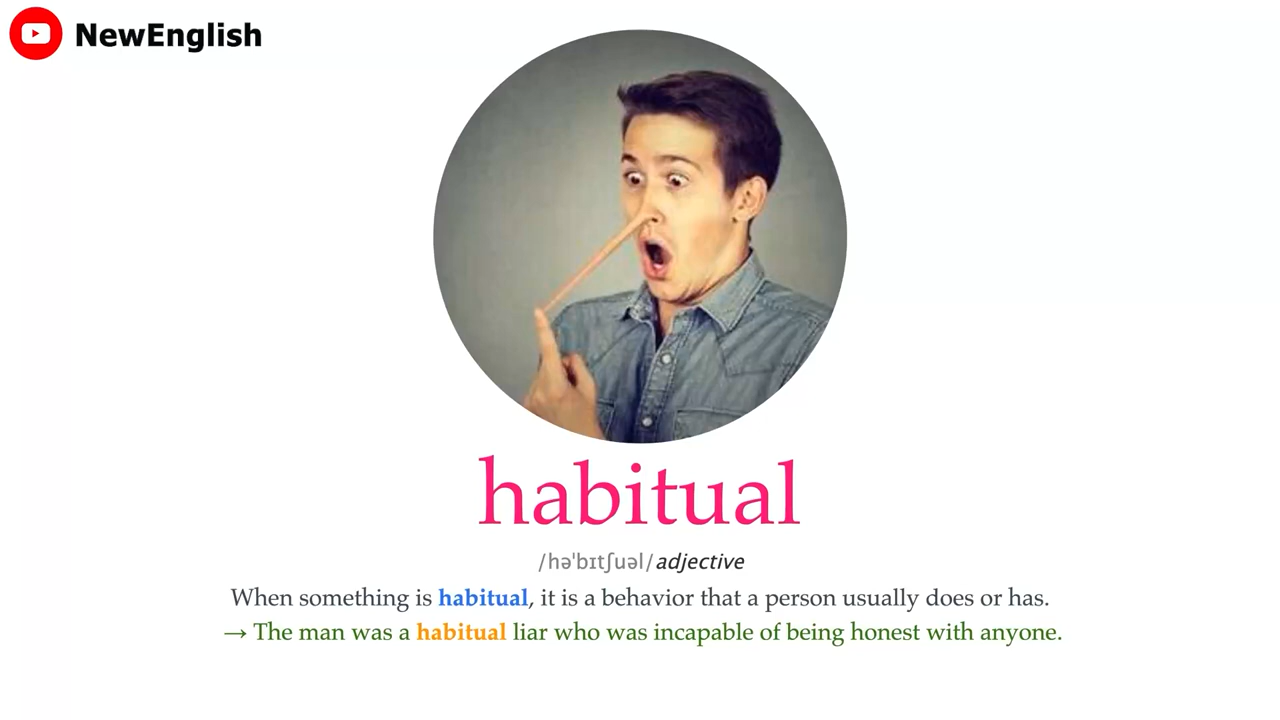 NewEnglish
habitual
/həˈbɪtʃuəl/adjective
When something is habitual, it is a behavior that a person usually does or has.
→ The man was a habitual liar who was incapable of being honest with anyone.